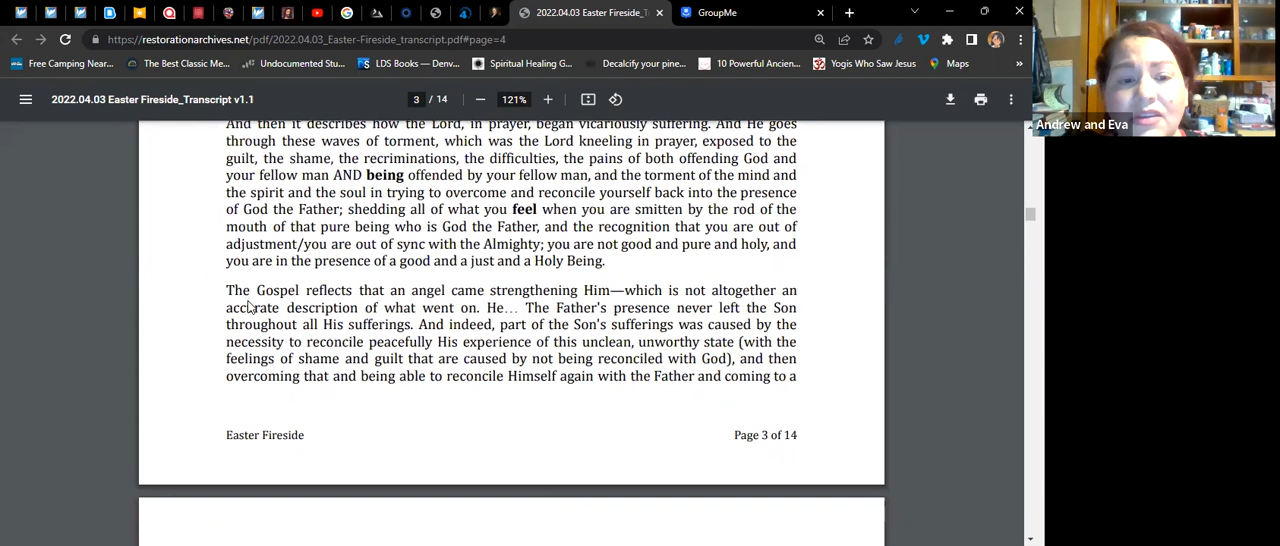 2022.04.03 Easter Fireside_T
GroupMe
https://restorationarchives.net/pdf/2022.04.03_Easter-Fireside_transcript.pdf#page=4
Free Camping Near...
The Best Classic Me...
Undocumented Stu...
LDS Books — Denv...
Spiritual Healing G...
Decalcify your pine...
10 Powerful Ancien...
Yogis Who Saw Jesus
Maps
2022.04.03 Easter Fireside_Transcript v1.1
3 / 14
121%
Andrew and Eva
And then it describes how the Lord, in prayer, began vicariously suffering. And He goes
through these waves of torment, which was the Lord kneeling in prayer, exposed to the
guilt, the shame, the recriminations, the difficulties, the pains of both offending God and
your fellow man AND being offended by your fellow man, and the torment of the mind and
the spirit and the soul in trying to overcome and reconcile yourself back into the presence
of God the Father; shedding all of what you feel when you are smitten by the rod of the
mouth of that pure being who is God the Father, and the recognition that you are out of
adjustment/you are out of sync with the Almighty; you are not good and pure and holy, and
you are in the presence of a good and a just and a Holy Being.
The Gospel reflects that an angel came strengthening Him—which is not altogether an
accurate description of what went on. He... The Father's presence never left the Son
throughout all His sufferings. And indeed, part of the Son's sufferings was caused by the
necessity to reconcile peacefully His experience of this unclean, unworthy state (with the
feelings of shame and guilt that are caused by not being reconciled with God), and then
overcoming that and being able to reconcile Himself again with the Father and coming to a
Easter Fireside
Page 3 of 14